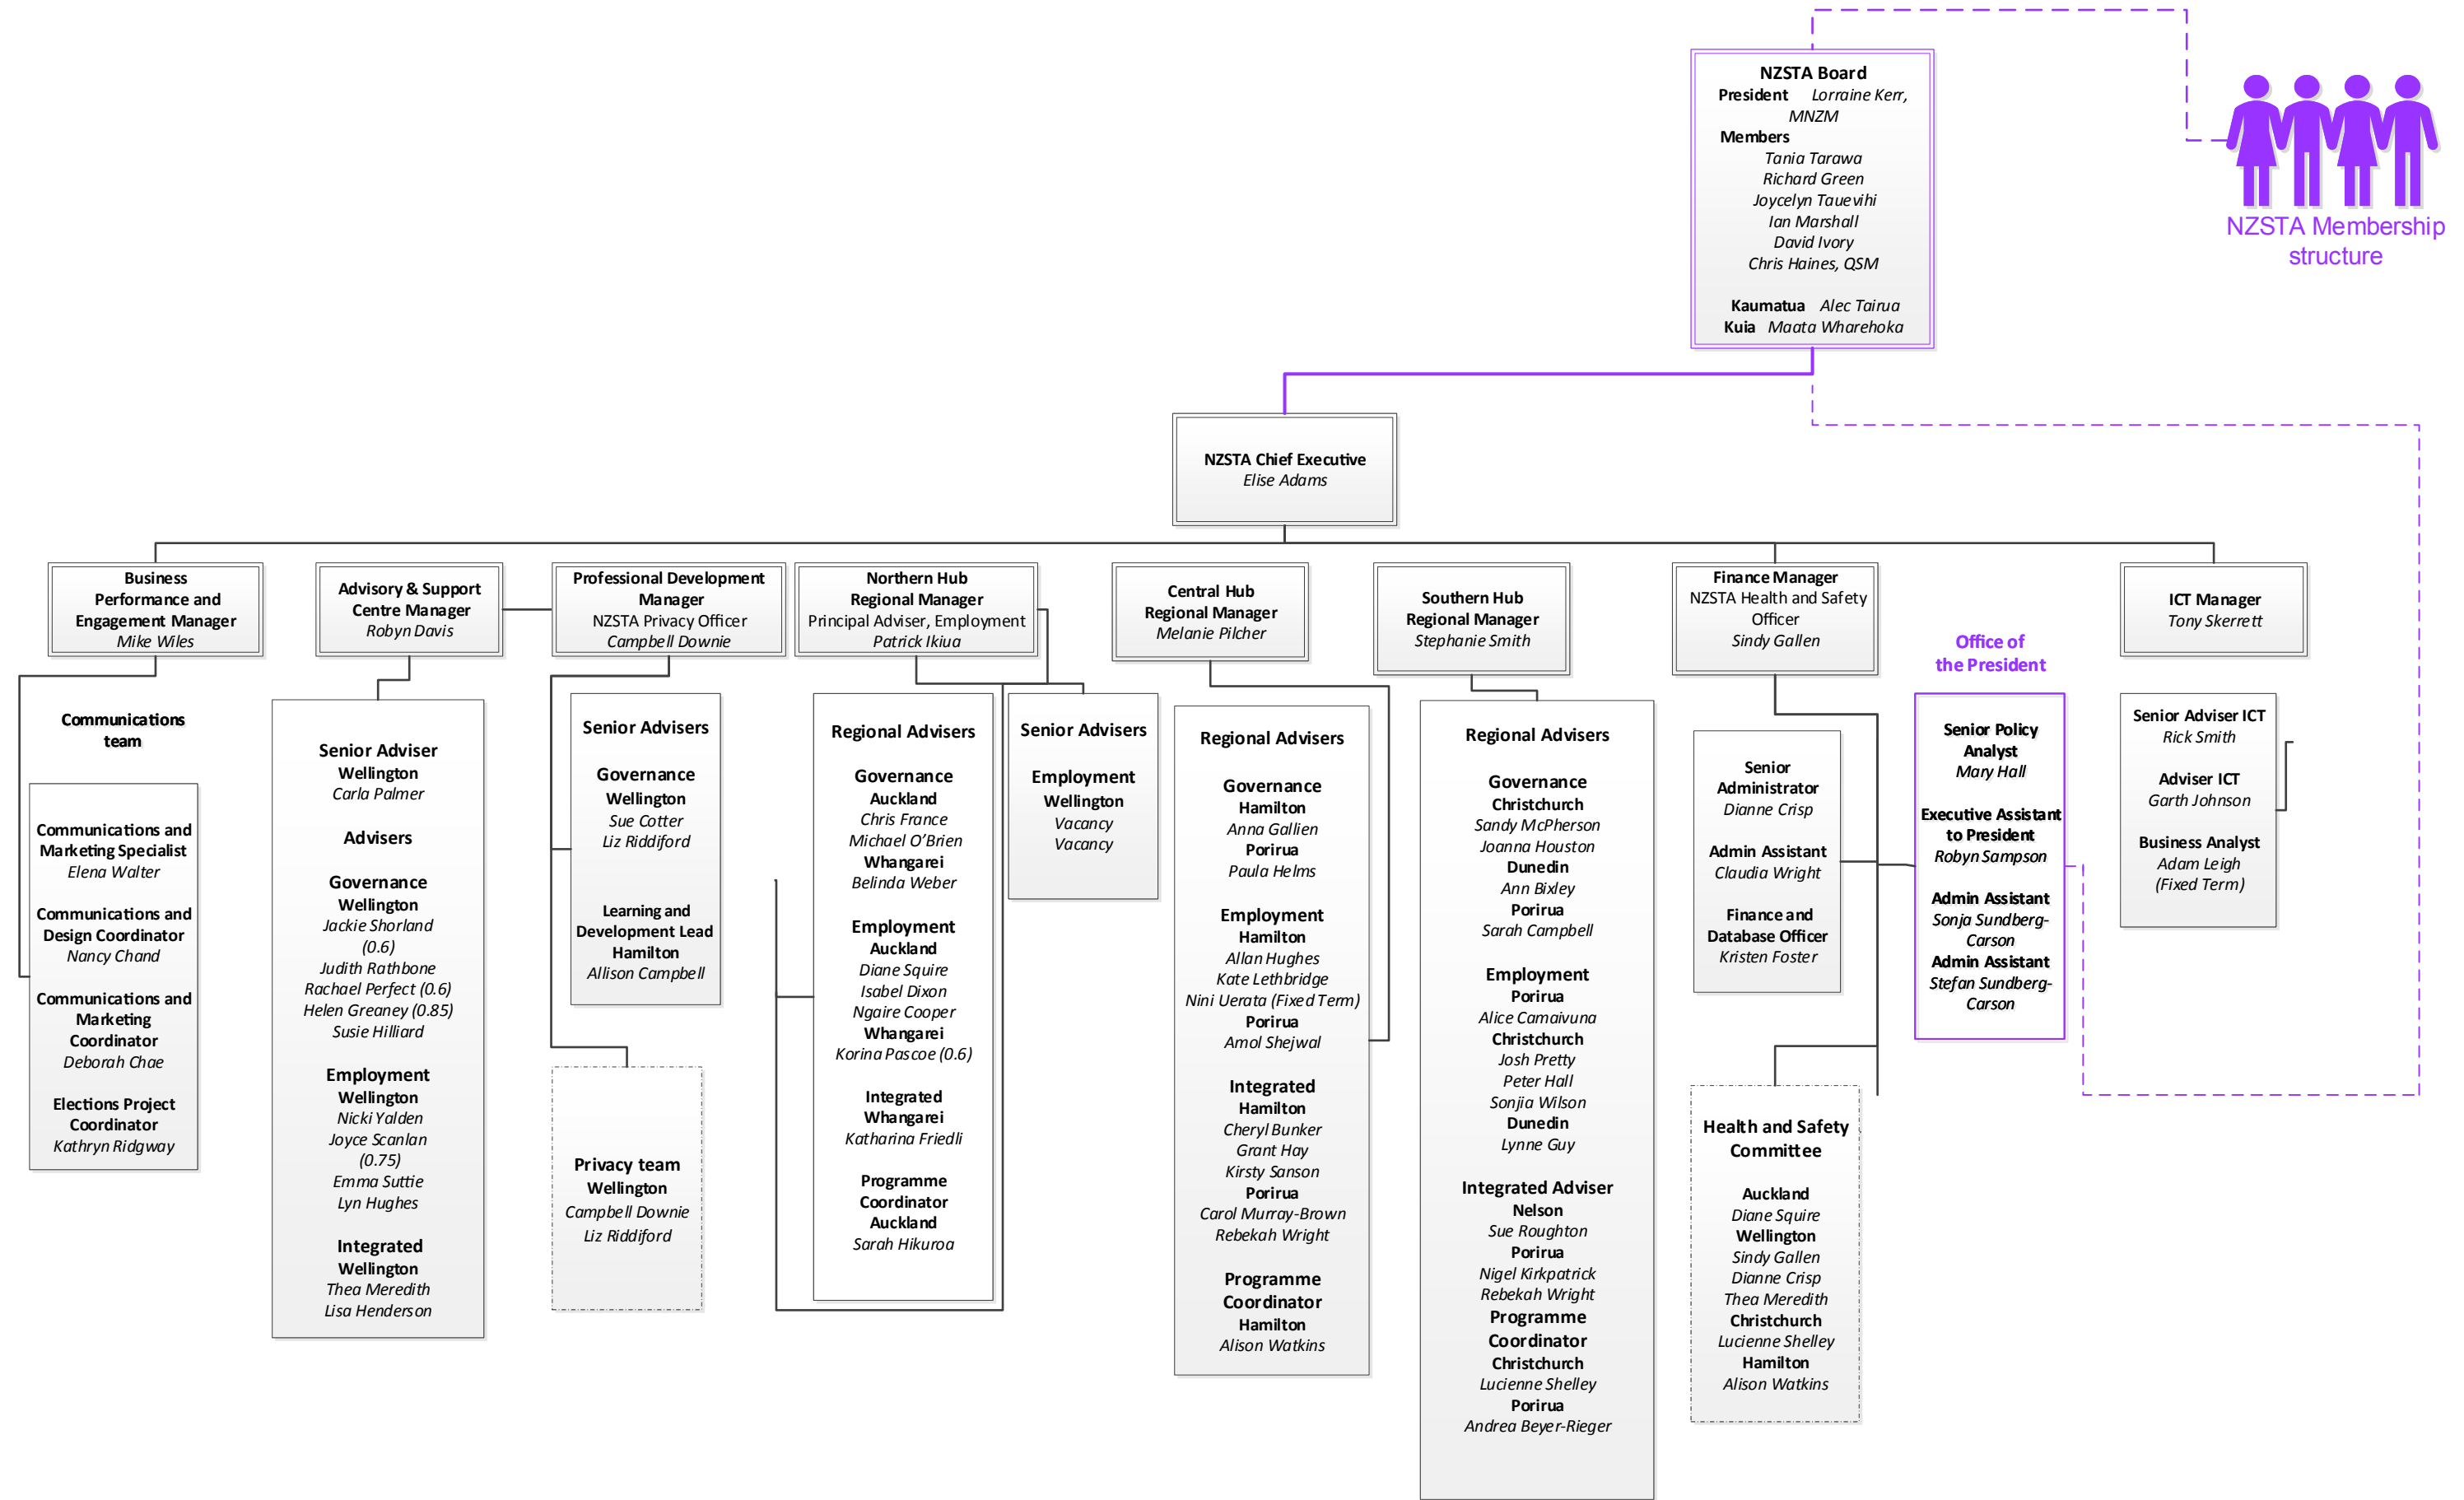 NZSTA Board
President Lorraine Kerr,
MNZM
Members
Tania Tarawa
Richard Green
Joycelyn Tauevihi
Ian Marshall
David Ivory
Chris Haines, QSM
Kaumatua Alec Tairua
Kuia Maata Wharehoka
NZSTA Membership
structure
NZSTA Chief Executive
Elise Adams
Business
Performance and
Engagement Manager
Mike Wiles
Advisory & Support
Centre Manager
Robyn Davis
Professional Development
Manager
NZSTA Privacy Officer
Campbell Downie
Northern Hub
Regional Manager
Principal Adviser, Employment
Patrick Ikiua
Central Hub
Regional Manager
Melanie Pilcher
Southern Hub
Regional Manager
Stephanie Smith
Finance Manager
NZSTA Health and Safety
Officer
Sindy Gallen
ICT Manager
Tony Skerrett
Communications
team
Communications and
Marketing Specialist
Elena Walter
Communications and
Design Coordinator
Nancy Chand
Communications and
Marketing
Coordinator
Deborah Chae
Elections Project
Coordinator
Kathryn Ridgway
Senior Adviser
Wellington
Carla Palmer
Advisers
Governance
Wellington
Jackie Shorland
(0.6)
Judith Rathbone
Rachael Perfect (0.6)
Helen Greaney (0.85)
Susie Hilliard
Employment
Wellington
Nicki Yalden
Joyce Scanlan
(0.75)
Emma Suttie
Lyn Hughes
Integrated
Wellington
Thea Meredith
Lisa Henderson
Senior Advisers
Governance
Wellington
Sue Cotter
Liz Riddiford
Learning and
Development Lead
Hamilton
Allison Campbell
Privacy team
Wellington
Campbell Downie
Liz Riddiford
Regional Advisers
Governance
Auckland
Chris France
Michael O’Brien
Whangarei
Belinda Weber
Employment
Auckland
Diane Squire
Isabel Dixon
Ngaire Cooper
Whangarei
Korina Pascoe (0.6)
Integrated
Whangarei
Katharina Friedli
Programme
Coordinator
Auckland
Sarah Hikuroa
Senior Advisers
Employment
Wellington
Vacancy
Vacancy
Regional Advisers
Governance
Hamilton
Anna Gallien
Porirua
Paula Helms
Employment
Hamilton
Allan Hughes
Kate Lethbridge
Nini Uerata (Fixed Term)
Porirua
Amol Shejwal
Integrated
Hamilton
Cheryl Bunker
Grant Hay
Kirsty Sanson
Porirua
Carol Murray-Brown
Rebekah Wright
Programme
Coordinator
Hamilton
Alison Watkins
Regional Advisers
Governance
Christchurch
Sandy McPherson
Joanna Houston
Dunedin
Ann Bixley
Porirua
Sarah Campbell
Employment
Porirua
Alice Camaivuna
Christchurch
Josh Pretty
Peter Hall
Sonjia Wilson
Dunedin
Lynne Guy
Integrated Adviser
Nelson
Sue Roughton
Porirua
Nigel Kirkpatrick
Rebekah Wright
Programme
Coordinator
Christchurch
Lucienne Shelley
Porirua
Andrea Beyer-Rieger
Senior
Administrator
Dianne Crisp
Admin Assistant
Claudia Wright
Finance and
Database Officer
Kristen Foster
Health and Safety
Committee
Auckland
Diane Squire
Wellington
Sindy Gallen
Dianne Crisp
Thea Meredith
Christchurch
Lucienne Shelley
Hamilton
Alison Watkins
Office of
the President
Senior Policy
Analyst
Mary Hall
Executive Assistant
to President
Robyn Sampson
Admin Assistant
Sonja Sundberg-
Carson
Admin Assistant
Stefan Sundberg-
Carson
Senior Adviser ICT
Rick Smith
Adviser ICT
Garth Johnson
Business Analyst
Adam Leigh
(Fixed Term)